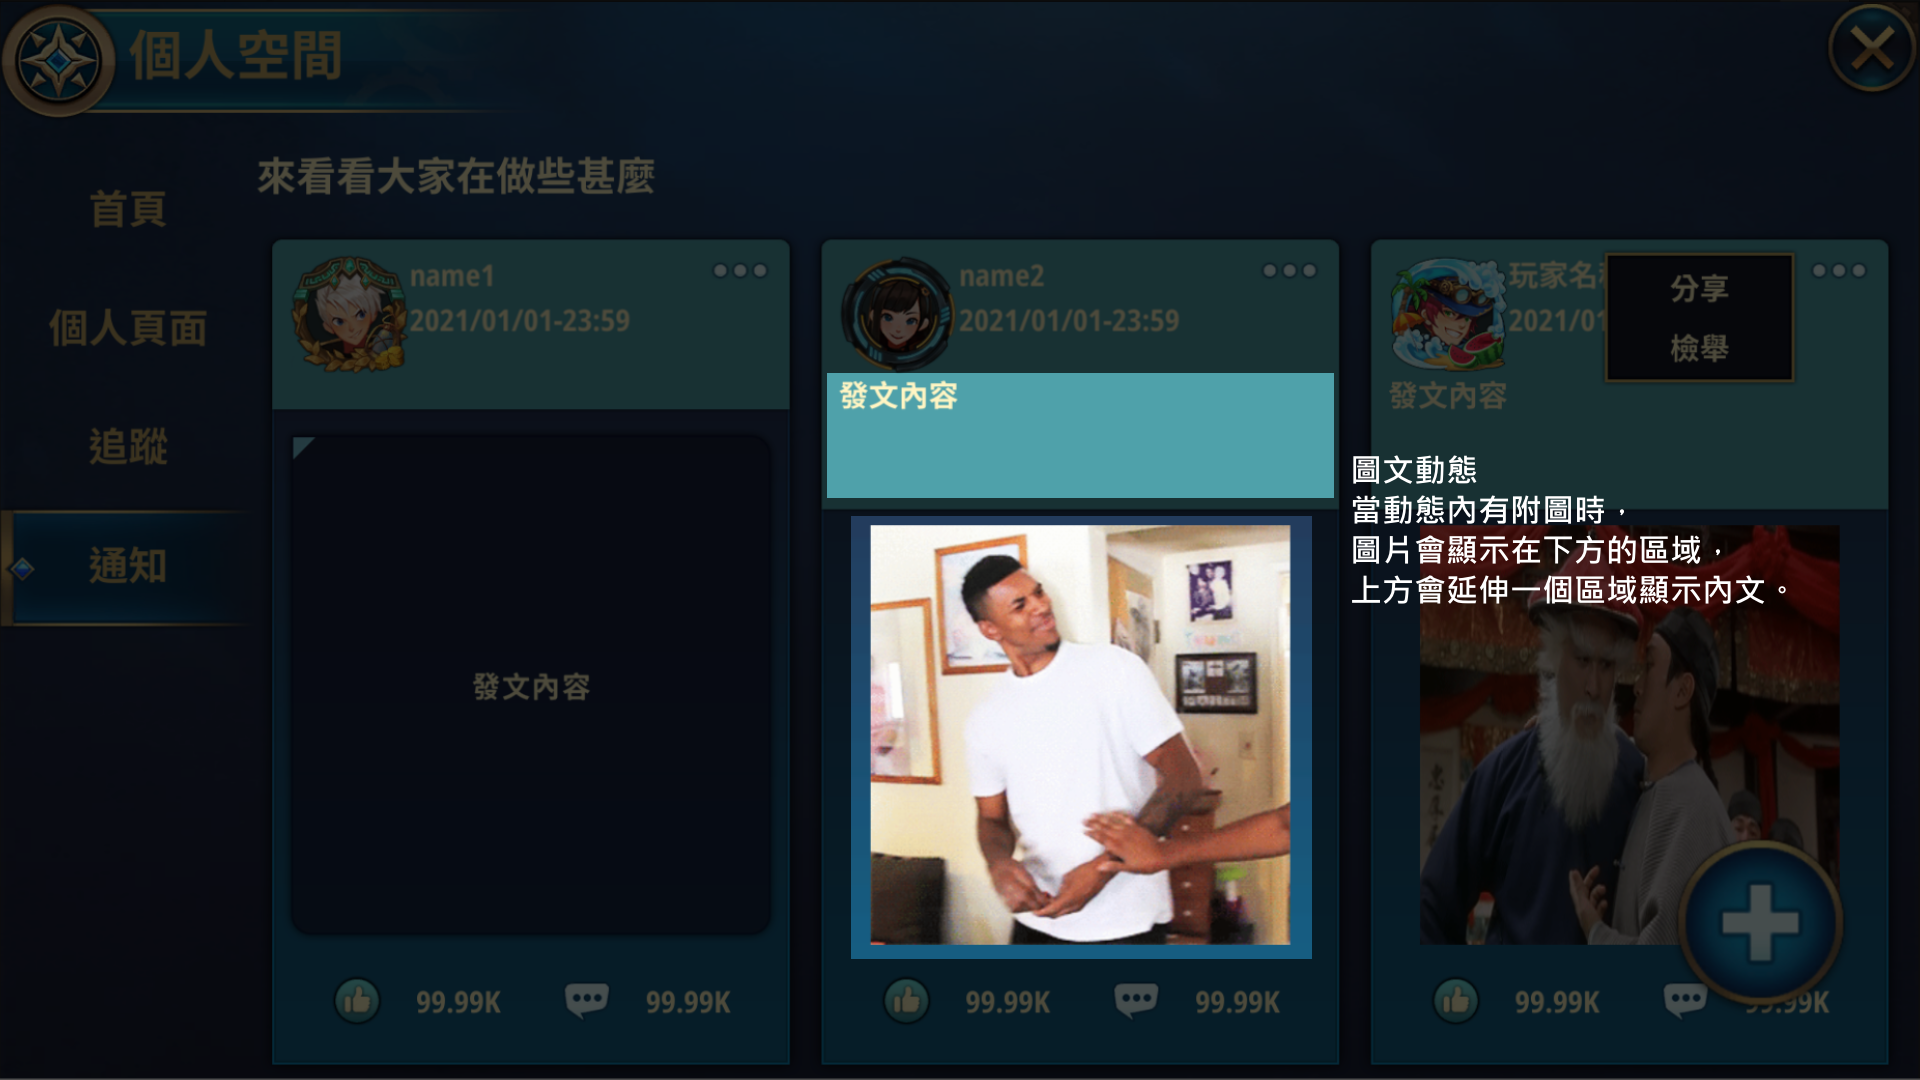 個人空間
來看看大家在做些甚麼
首頁
個人頁面
追蹤
通知
name1
2021/01/01-23:59
發文內容
99.99K
99.99K
name2
2021/01/01-23:59
發文內容
99.99K
99.99K
玩家名
2021/01
分享
檢舉
發文內容
圖文動態
當動態內有附圖時，
圖片會顯示在下方的區域，
上方會延伸一個區域顯示內文。
99.99K
99.99K